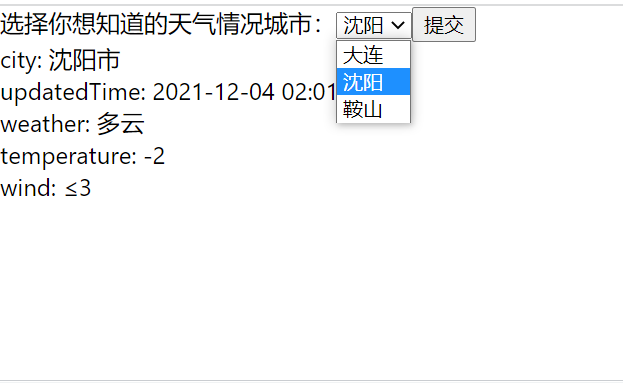 选择你想知道的天气情况城市： 沈阳 提交
大连
沈阳
鞍山
city: 沈阳市
updatedTime: 2021-12-04 02:01
weather: 多云
temperature: -2
wind: ≤3